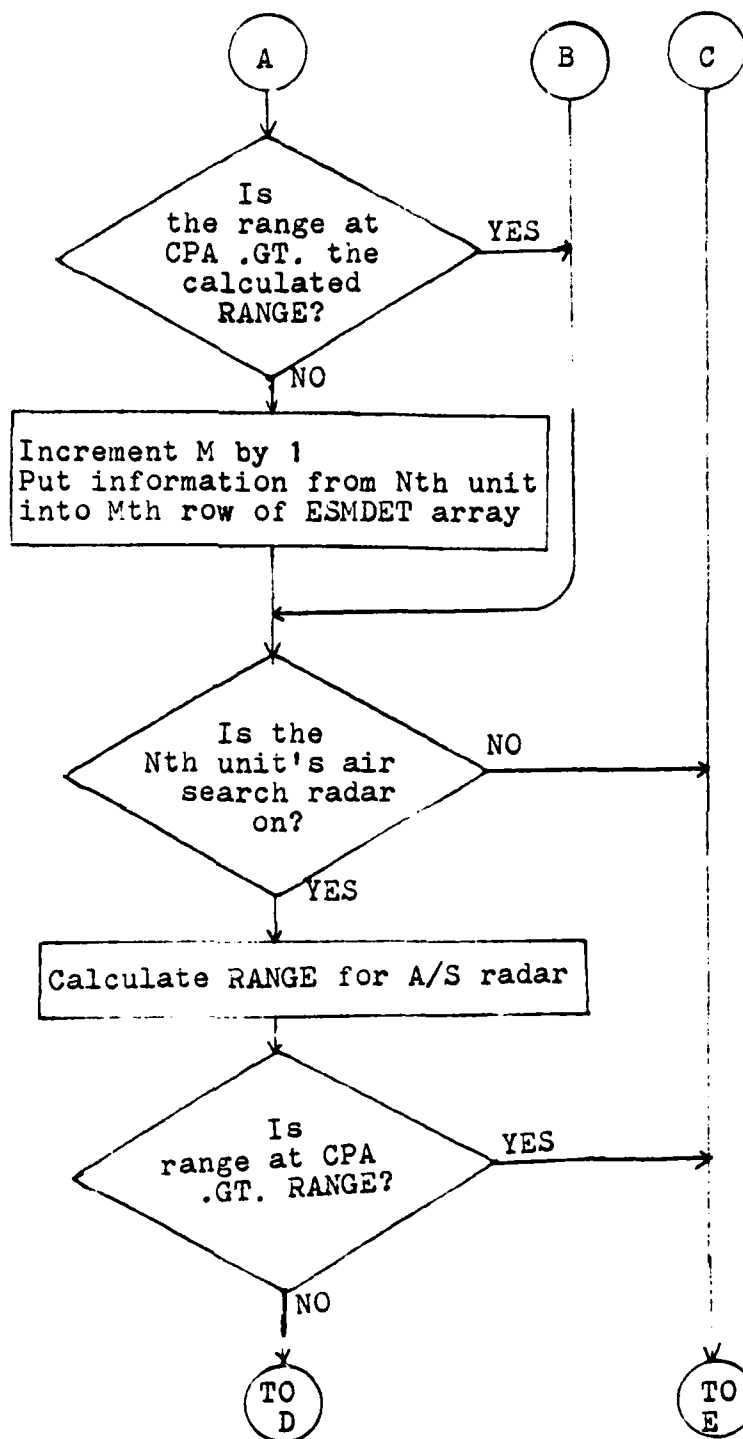 A
B
C
Is
the range at
CPA .GT. the
calculated
RANGE?
YES
NO
Increment M by 1
Put information from Nth unit
into Mth row of ESMDET array
Is the
Nth unit's air
search radar
on?
NO
YES
Calculate RANGE for A/S radar
Is
range at CPA
.GT. RANGE?
YES
NO
TO
D
TO
E